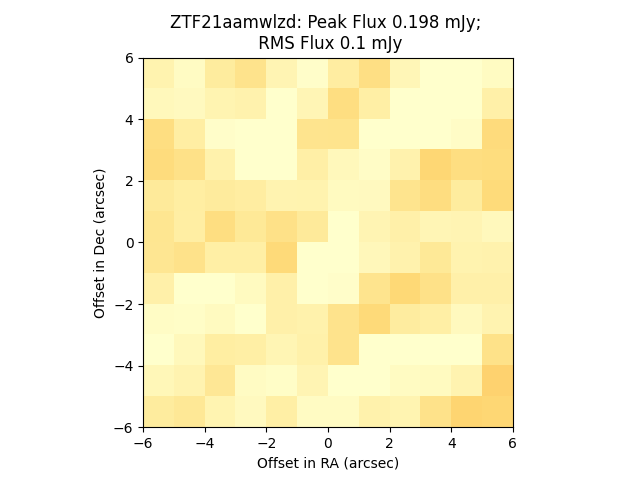 ZTF21aamwlzd: Peak Flux 0.198 mJy;
RMS Flux 0.1 mJy
6
4
2
0
−2
−4
−6
Offset in Dec (arcsec)
−6 −4 −2 0 2 4 6
Offset in RA (arcsec)